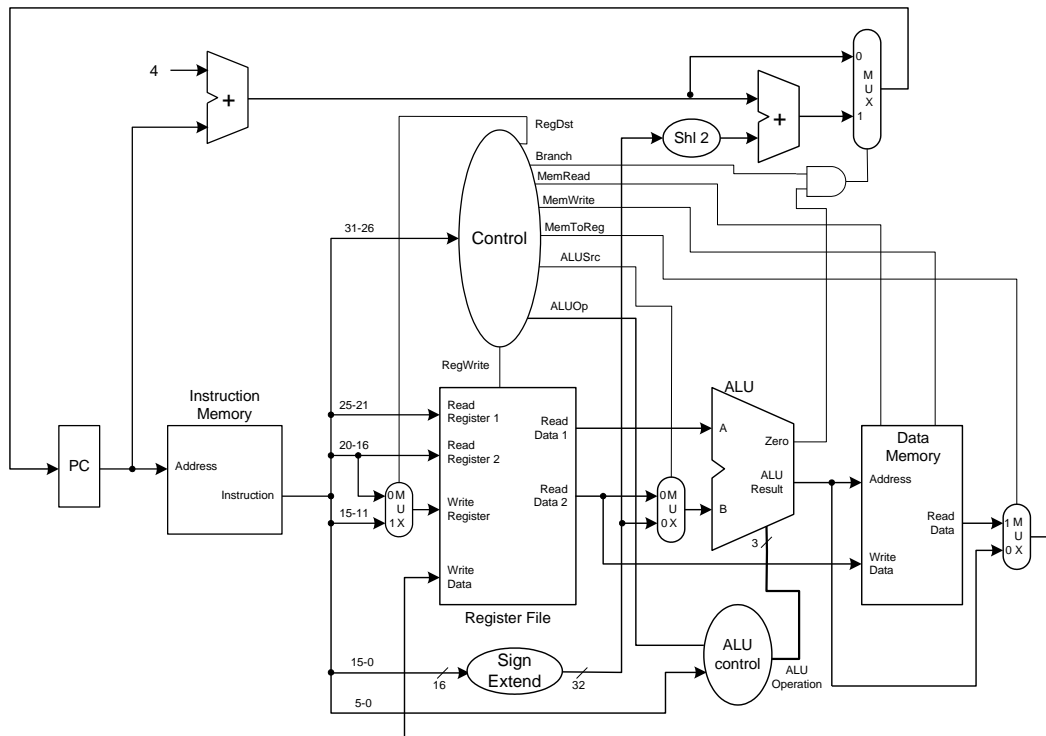 4
+
0
M
U
X
1
+
Shl 2
RegDst
Branch
MemRead
MemWrite
MemToReg
ALUSrc
ALUOp
Control
31-26
RegWrite
Instruction
Memory
Address
Instruction
PC
25-21
20-16
15-11
0 M
U
1 X
Read
Register 1
Read
Register 2
Write
Register
Write
Data
Read
Data 1
Read
Data 2
Register File
0 M
U
0 X
ALU
A
B
Zero
ALU
Result
3
Data
Memory
Address
Read
Data
Write
Data
1 M
U
0 X
15-0
16
Sign
Extend
32
5-0
ALU
control
ALU
Operation